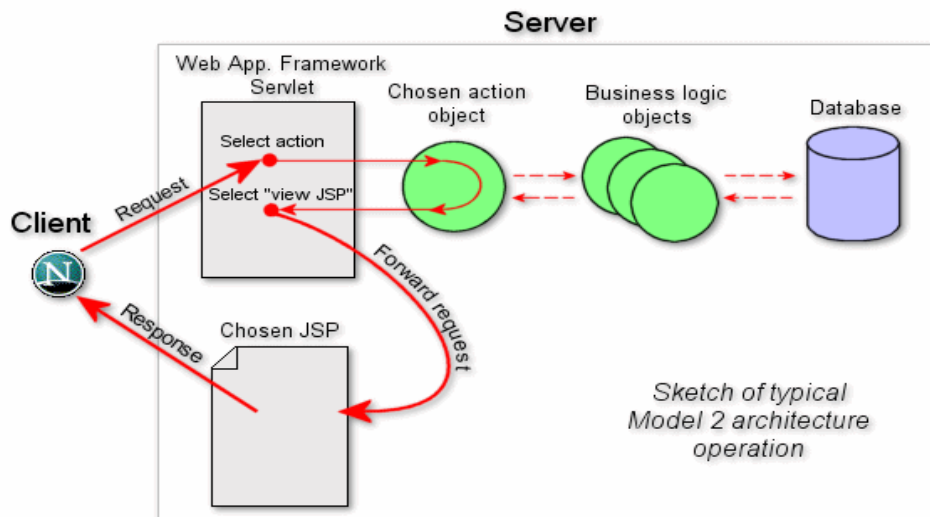 Server
Web App. Framework
Servlet
Chosen action
object
Business logic
objects
Database
Select action
Select "view JSP"
Request
Client
N
Forward request
Response
Chosen JSP
Sketch of typical
Model 2 architecture
operation